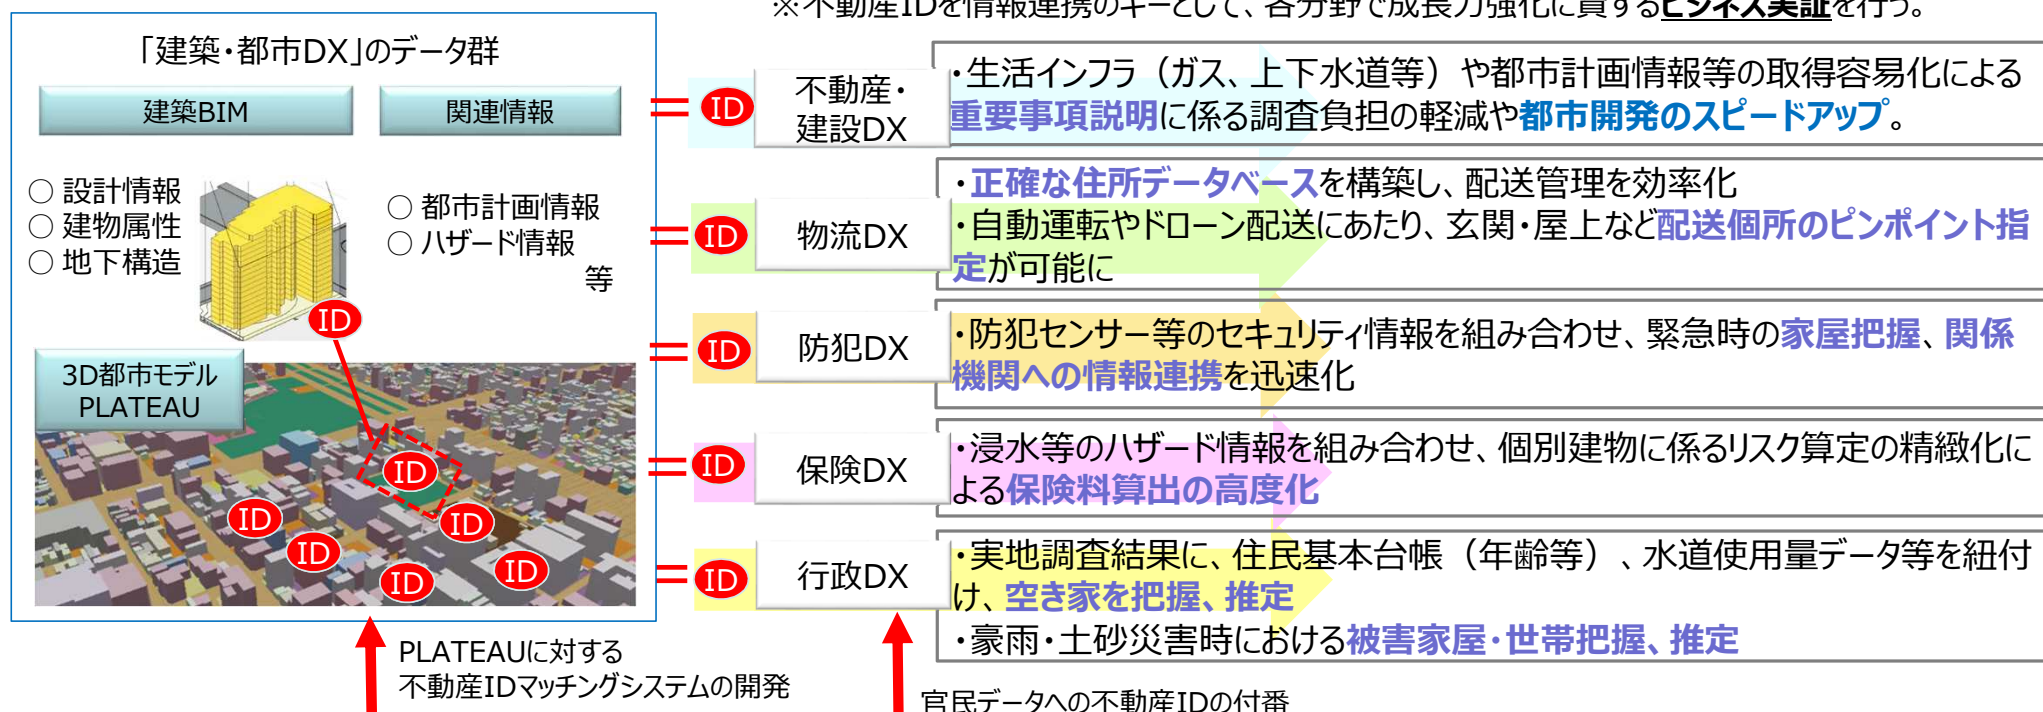 ※不動産IDを情報連携のキーとして、各分野で成長力強化に資するビジネス実証を行う。
「建築・都市DX」のデータ群
建築BIM
関連情報
○ 設計情報
○ 建物属性
○ 地下構造
○ 都市計画情報
○ ハザード情報
等
ID
3D都市モデル
PLATEAU
ID
ID
ID
ID
ID
ID
PLATEAUに対する
不動産IDマッチングシステムの開発
ID
不動産・
建設DX
・生活インフラ（ガス、上下水道等）や都市計画情報等の取得容易化による
重要事項説明に係る調査負担の軽減や都市開発のスピードアップ。
ID
物流DX
・正確な住所データベースを構築し、配送管理を効率化
・自動運転やドローン配送にあたり、玄関・屋上など配送個所のピンポイント指
定が可能に
ID
防犯DX
・防犯センサー等のセキュリティ情報を組み合わせ、緊急時の家屋把握、関係
機関への情報連携を迅速化
ID
保険DX
・浸水等のハザード情報を組み合わせ、個別建物に係るリスク算定の精緻化に
よる保険料算出の高度化
ID
行政DX
・実地調査結果に、住民基本台帳（年齢等）、水道使用量データ等を紐付
け、空き家を把握、推定
・豪雨・土砂災害時における被害家屋・世帯把握、推定
官民データへの不動産IDの付番